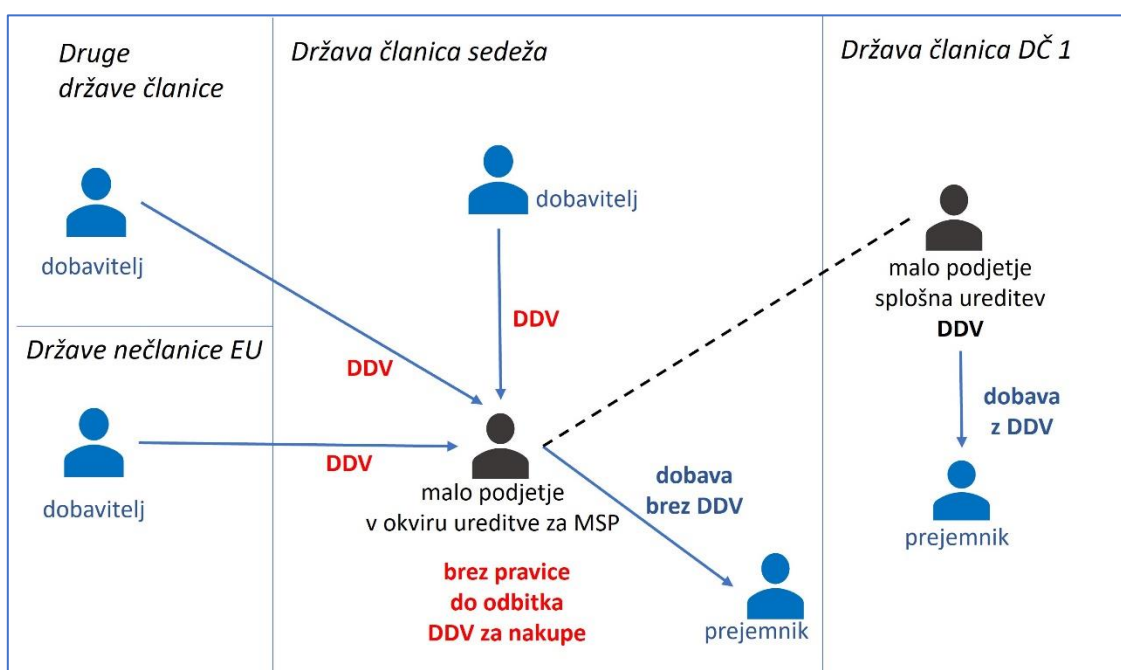 Druge
države članice
dobavitelj
DDV
Države nečlanice EU
DDV
dobavitelj
Država članica sedeža
dobavitelj
DDV
malo podjetje
v okviru ureditve za MSP
brez pravice
do odbitka
DDV za nakupe
dobava
brez DDV
prejemnik
Država članica DČ 1
malo podjetje
splošna ureditev
DDV
dobava
z DDV
prejemnik